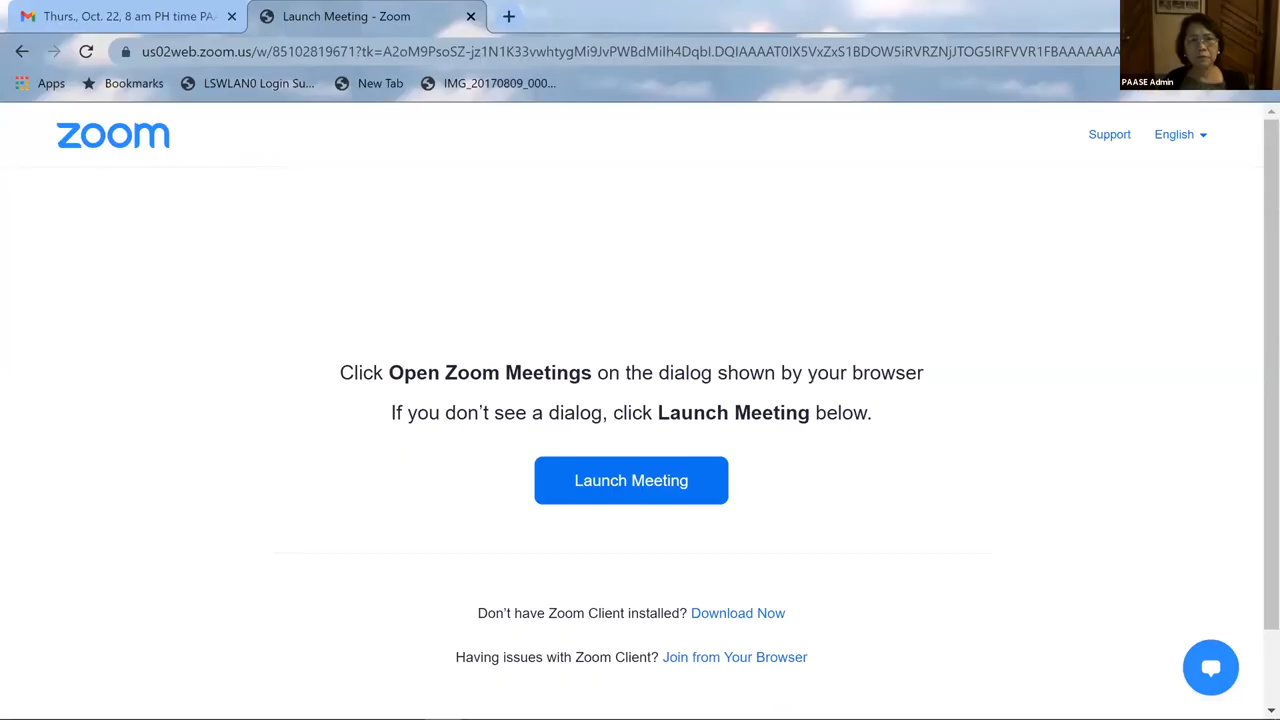 Thurs., Oct. 22, 8 am PH time PA
Launch Meeting - Zoom
us02web.zoom.us/w/85102819671?tk=A2oM9PsoSZ-jz1N1K33vwhtygMi9JvPWBdMiIh4DqbI.DQIAAAAT0IX5VxZxS1BDOW5iRVRZNjJTOG5IRFVVR1FBAAAAAAA
Apps
Bookmarks
LSWLAN0 Login Su...
New Tab
IMG_20170809_000...
PAASE Admin
zoom
Support
English
Click Open Zoom Meetings on the dialog shown by your browser
If you don’t see a dialog, click Launch Meeting below.
Launch Meeting
Don’t have Zoom Client installed? Download Now
Having issues with Zoom Client? Join from Your Browser